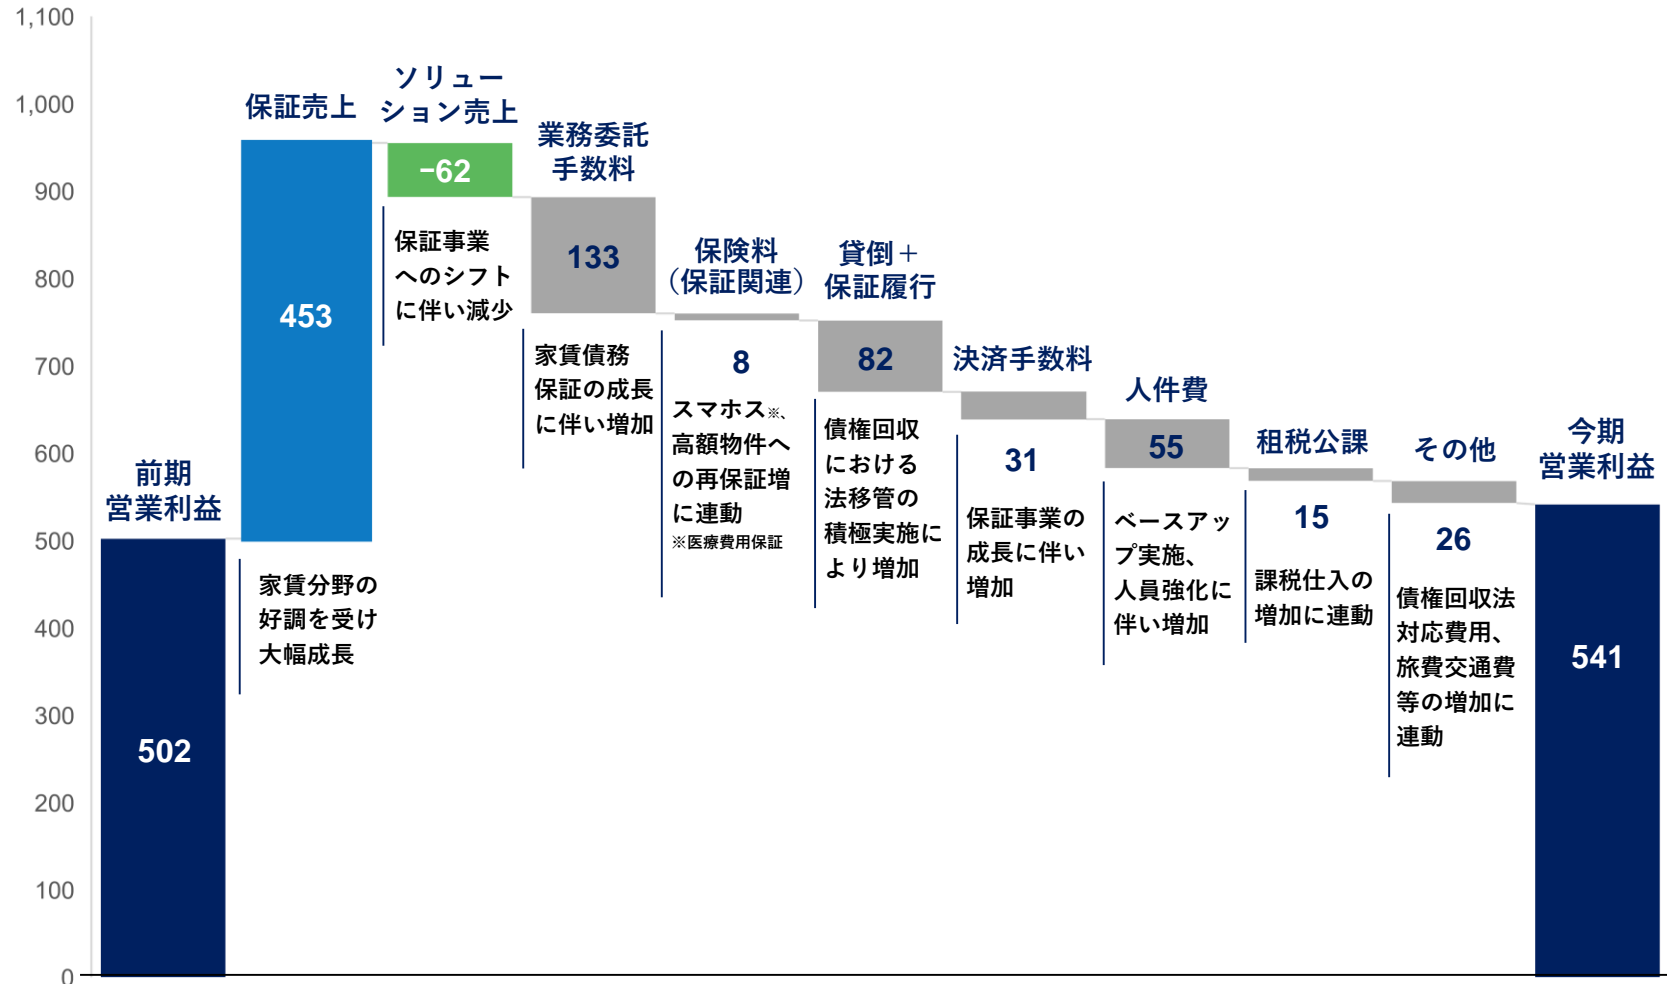 1,100
1,000
900
800
700
600
500
400
300
200
100
0
前期
営業利益
502
保証売上
453
家賃分野の
好調を受け
大幅成長
ソリュー
ション売上
−62
保証事業
へのシフト
に伴い減少
業務委託
手数料
133
家賃債務
保証の成長
に伴い増加
保険料
（保証関連）
8
スマホス※、
高額物件へ
の再保証増
に連動
※医療費用保証
貸倒＋
保証履行
82
債権回収
における
法移管の
積極実施に
より増加
決済手数料
31
保証事業の
成長に伴い
増加
人件費
55
ベースアッ
プ実施、
人員強化に
伴い増加
租税公課
15
課税仕入の
増加に連動
その他
26
債権回収法
対応費用、
旅費交通費
等の増加に
連動
今期
営業利益
541